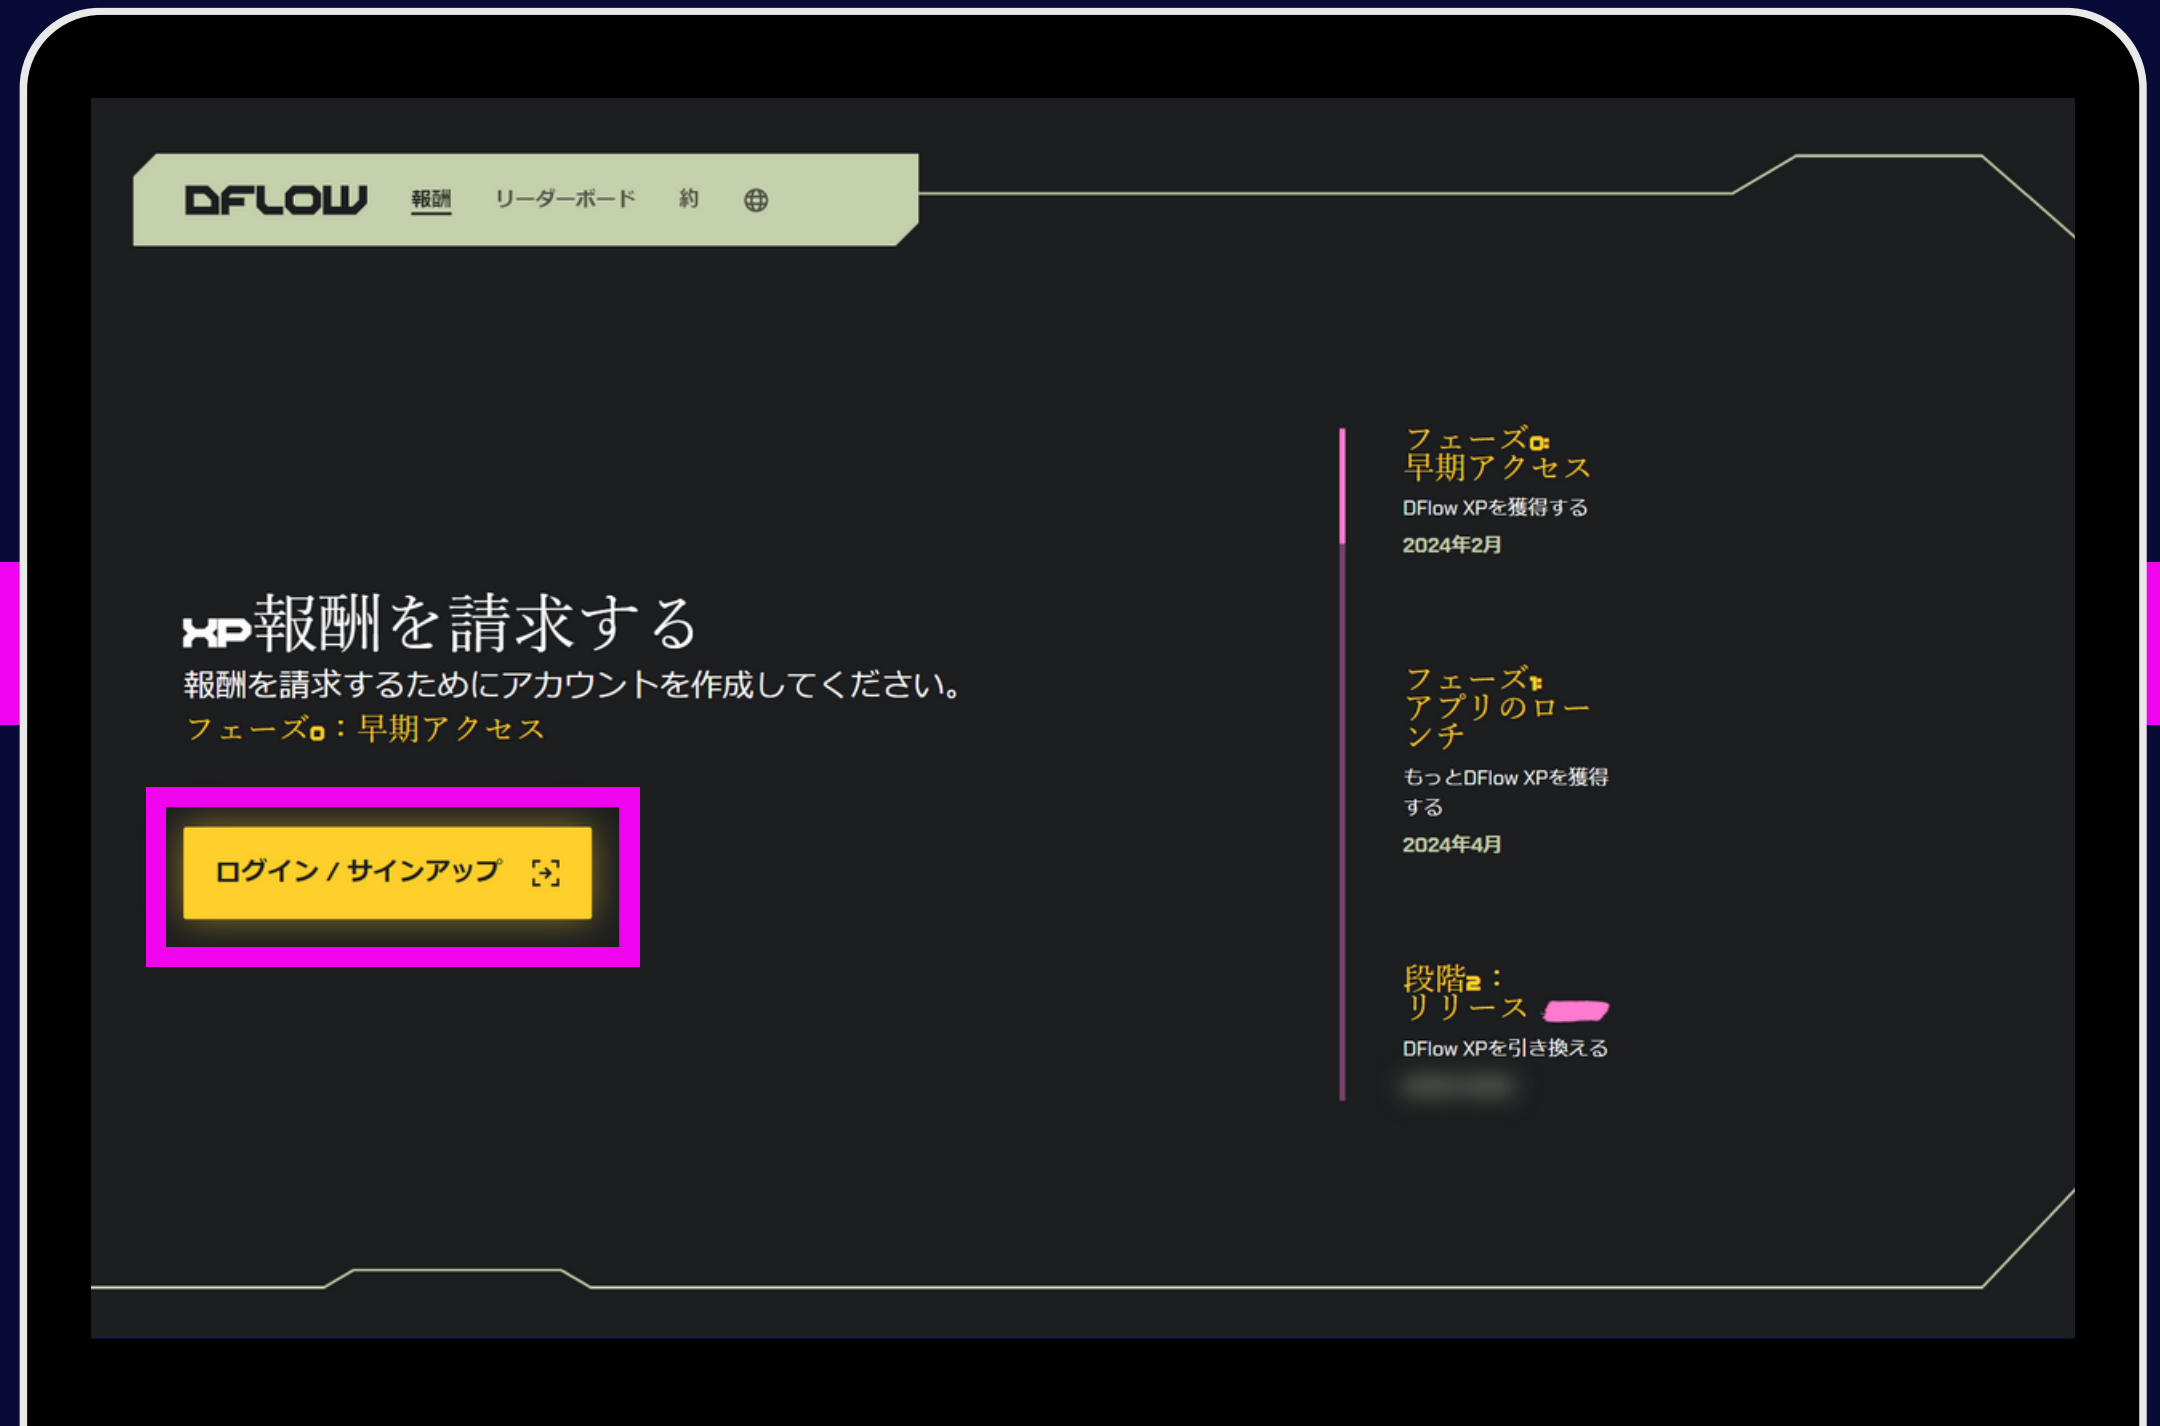 DFLOW 報酬 リーダーボード 約
XP報酬を請求する
報酬を請求するためにアカウントを作成してください。
フェーズ0：早期アクセス
ログイン / サインアップ
フェーズ0:
早期アクセス
DFlow XPを獲得する
2024年2月
フェーズ1:
アプリのロー
ンチ
もっとDFlow XPを獲得
する
2024年4月
段階2：
リリース
DFlow XPを引き換える